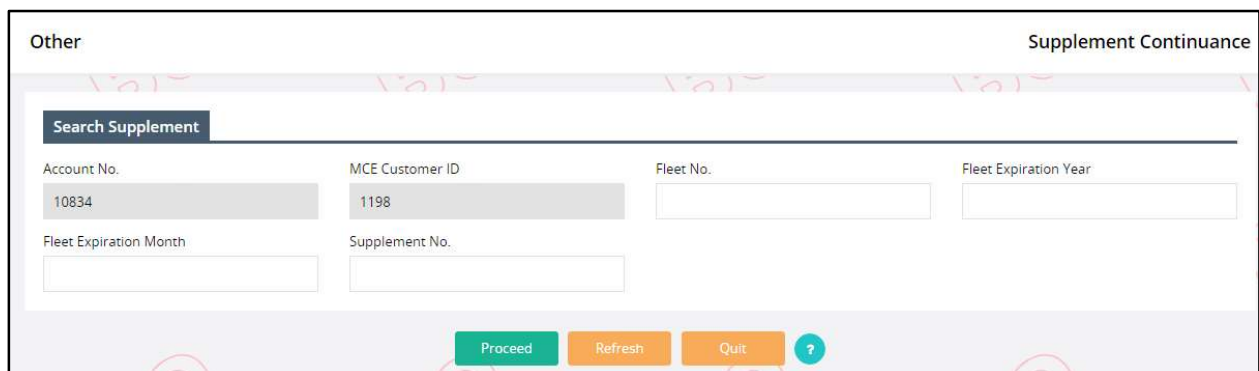 Other
Supplement Continuance
Search Supplement
Account No.
MCE Customer ID
Fleet No.
Fleet Expiration Year
10834
1198
Fleet Expiration Month
Supplement No.
Proceed
Refresh
Quit
?